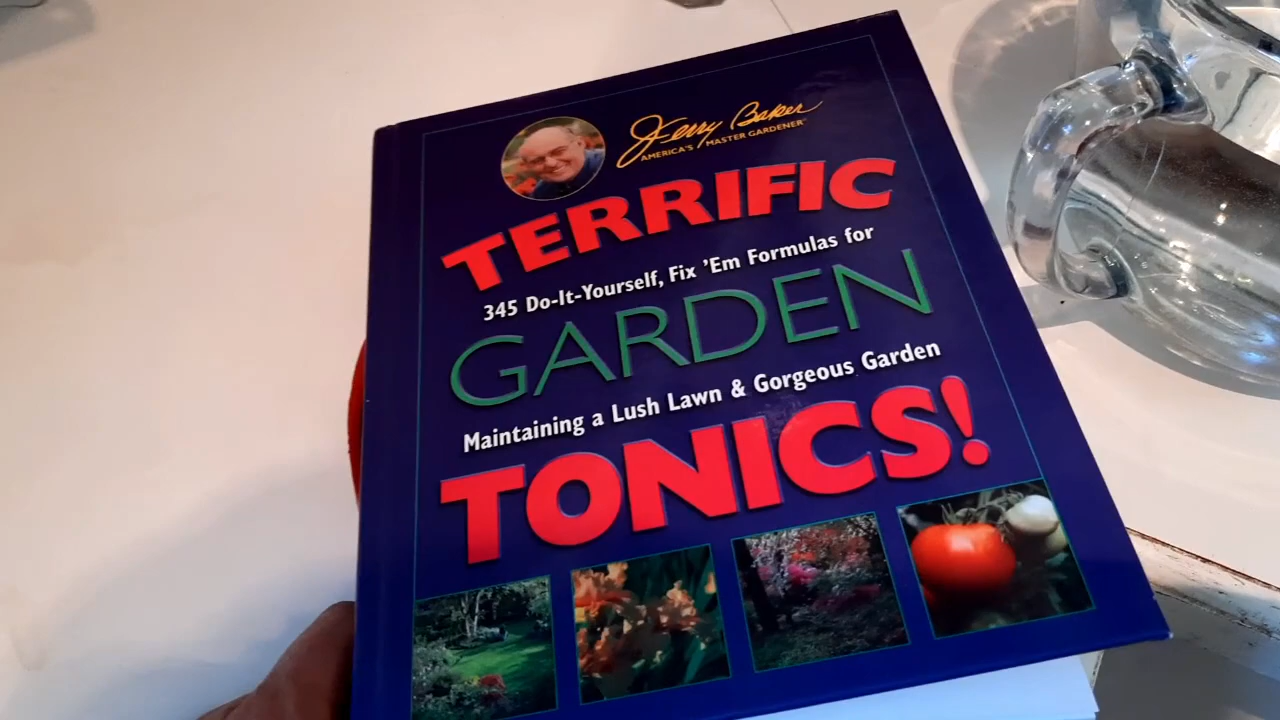 Jerry Baker
AMERICA'S MASTER GARDENER®
TERRIFIC
345 Do-It-Yourself, Fix 'Em Formulas for
GARDEN
Maintaining a Lush Lawn & Gorgeous Garden
TONICS!